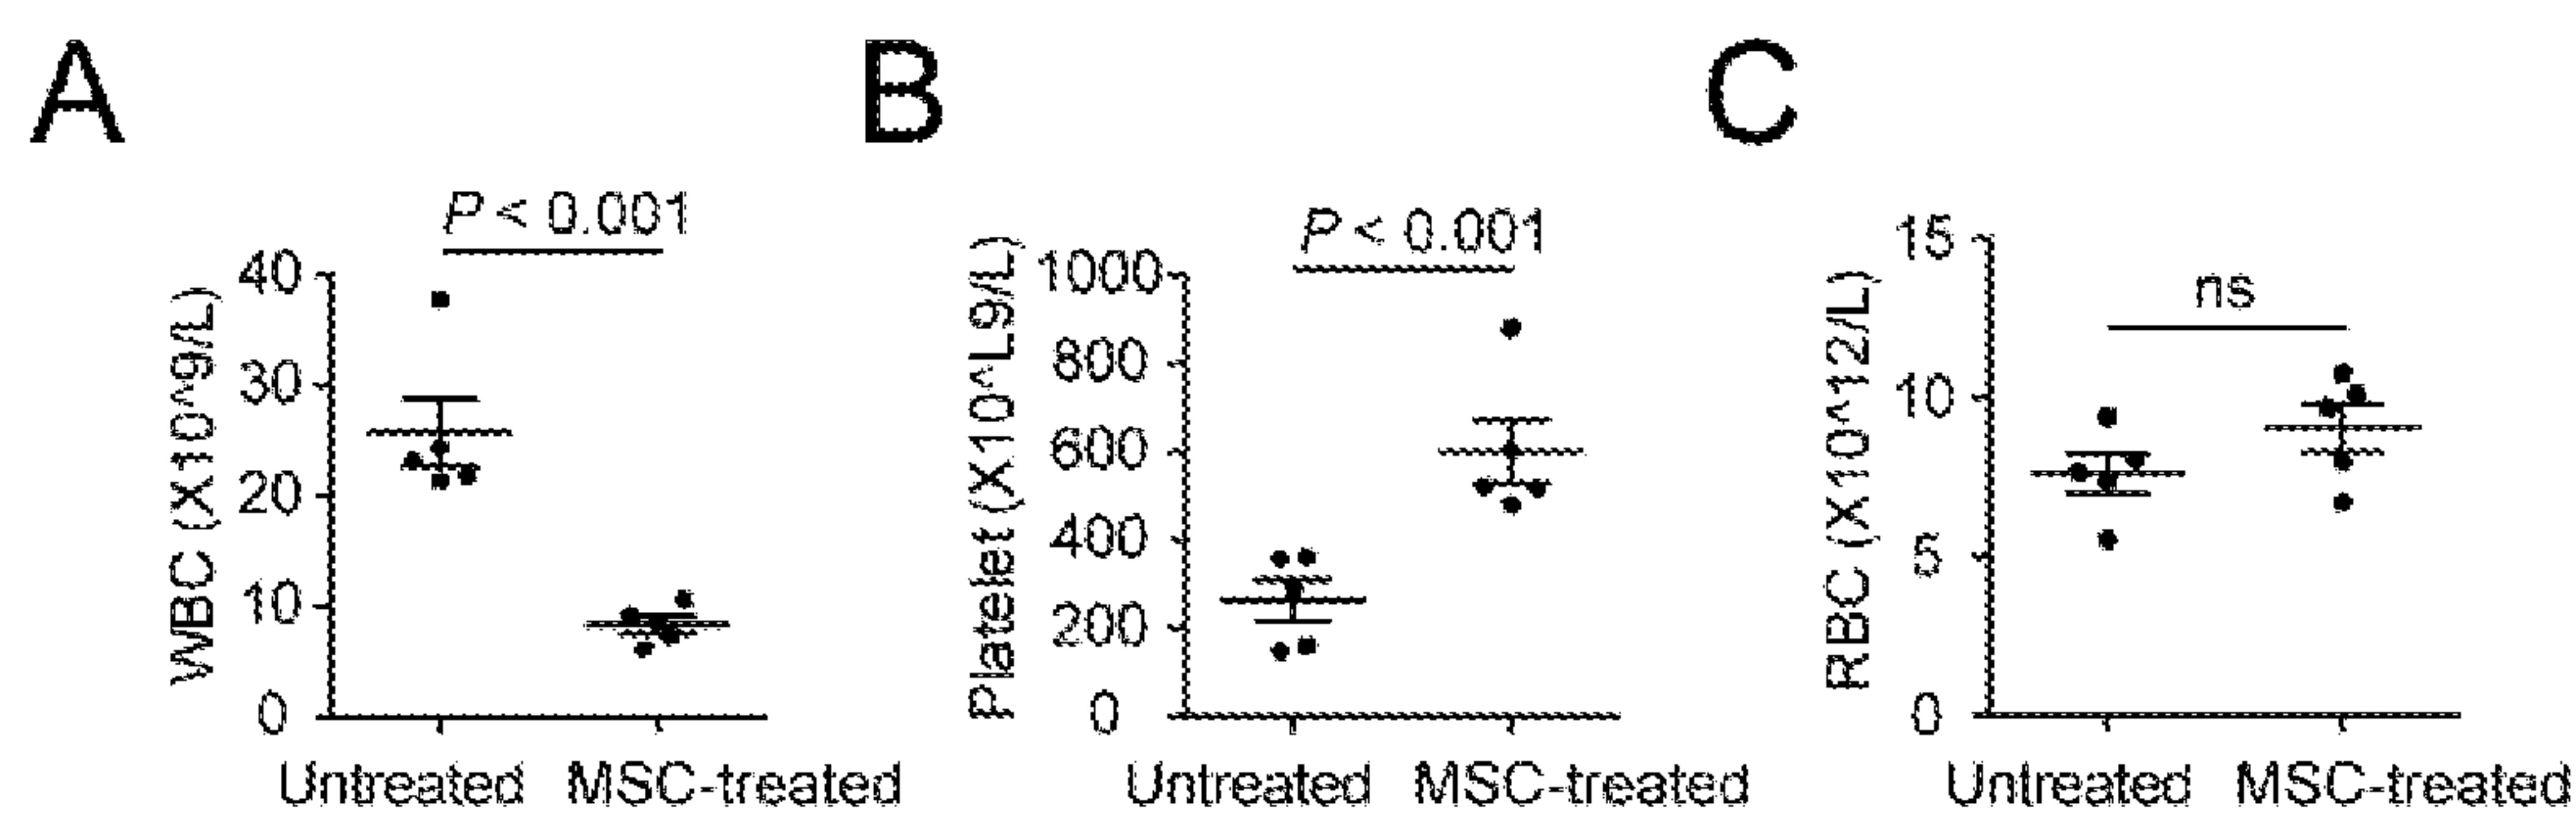 A
P < 0.001
WBC (X10^9/L)
40
30
20
10
0
Untreated
MSC-treated
B
P < 0.001
Platelet (X10^L9/L)
1000
800
600
400
200
0
Untreated
MSC-treated
C
ns
RBC (X10^12/L)
15
10
5
0
Untreated
MSC-treated